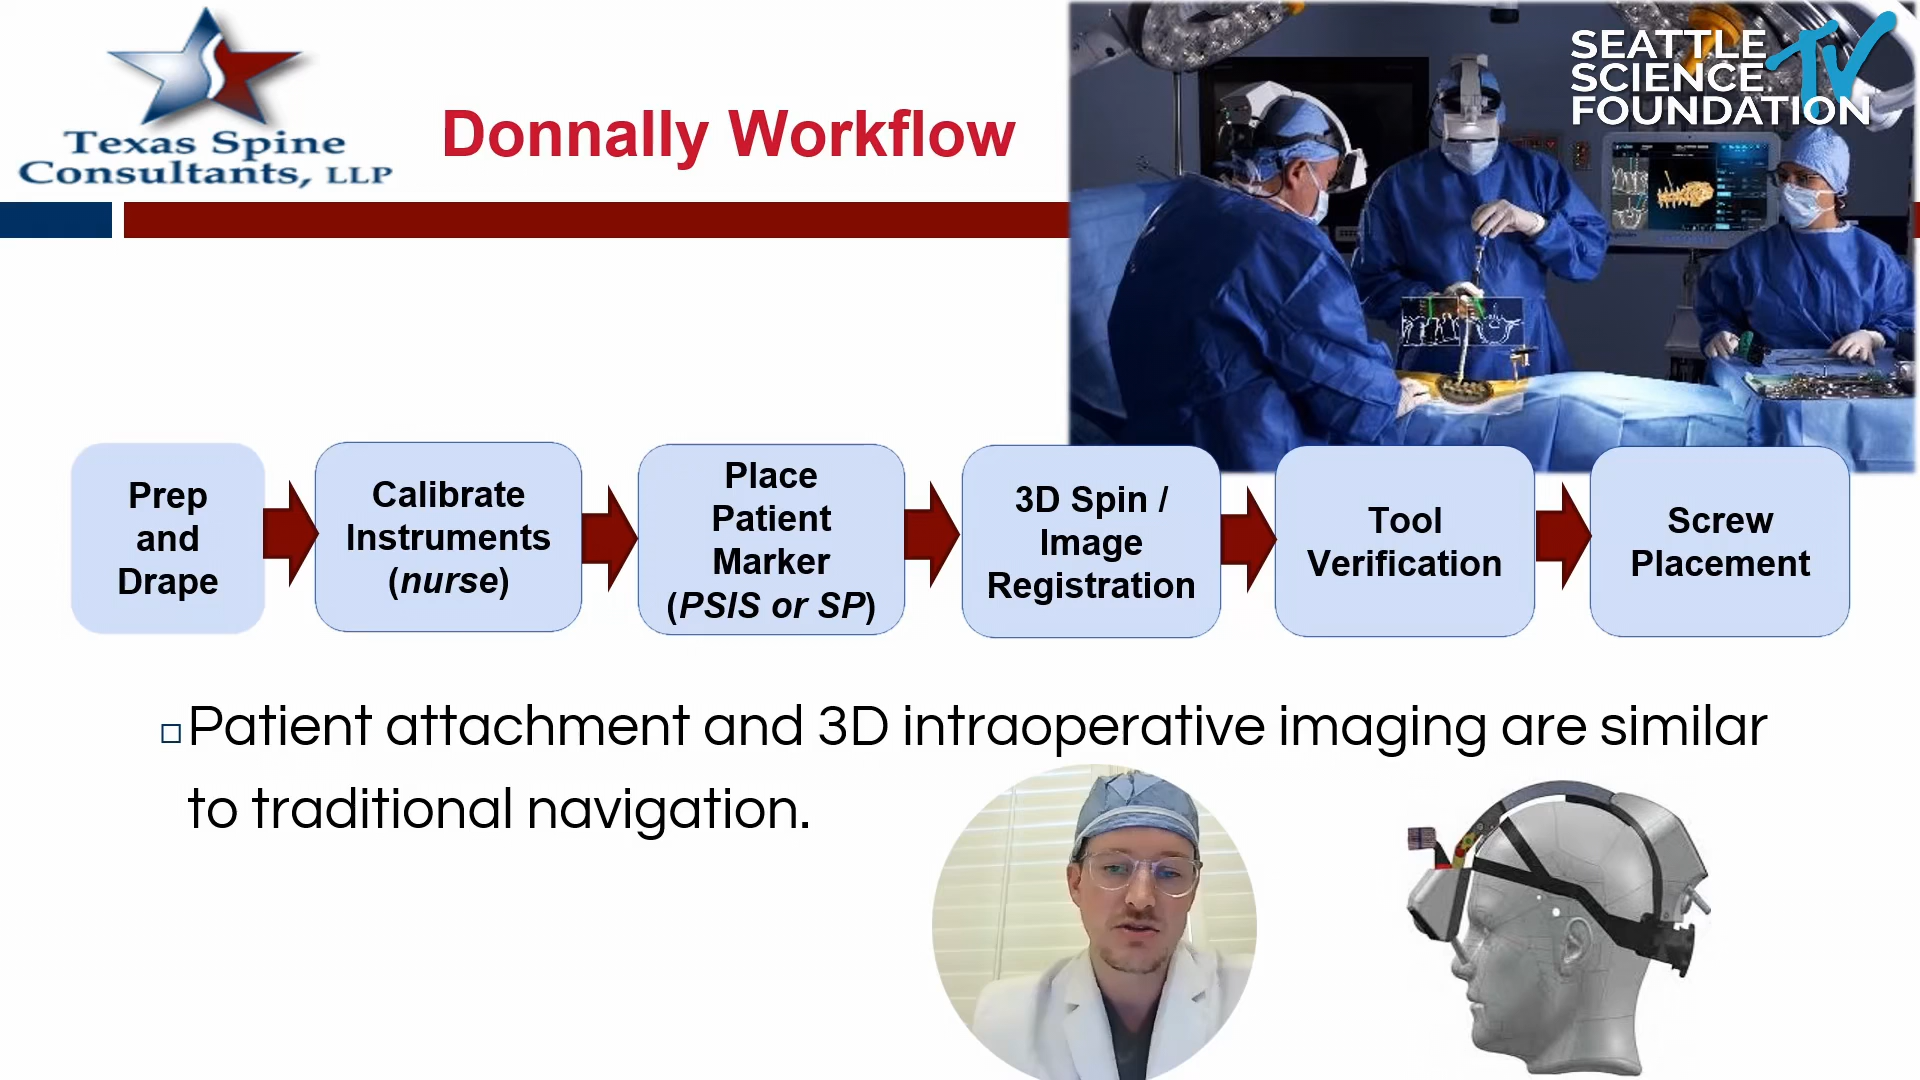 Texas Spine
Consultants, LLP
Donnally Workflow
SEATTLE
SCIENCE
FOUNDATION
TV
Prep
and
Drape
Calibrate
Instruments
(nurse)
Place
Patient
Marker
(PSIS or SP)
3D Spin /
Image
Registration
Tool
Verification
Screw
Placement
Patient attachment and 3D intraoperative imaging are similar
to traditional navigation.